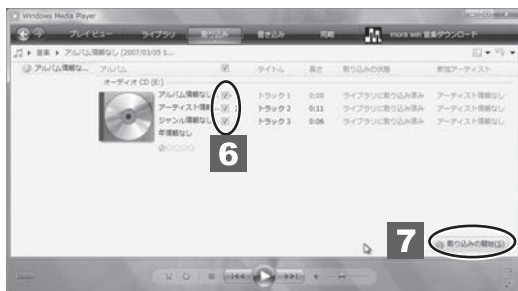 Windows Media Player
プレイ ビュー ライブラリ 取り込み 書き込み 同期 mora win 音楽ダウンロード
音楽 ▸ アルバム情報なし (2007/03/05 1...
アルバム情報な... アルバム タイトル 長さ 取り込みの状態 参加アーティスト
オーディオ CD (E:)
アルバム情報なし トラック 1 0:08 ライブラリに取り込み済み アーティスト情報なし
アーティスト情報... 2 トラック 2 0:11 ライブラリに取り込み済み アーティスト情報なし
ジャンル情報なし トラック 3 0:06 ライブラリに取り込み済み アーティスト情報なし
年情報なし
6
7
取り込みの開始(S)